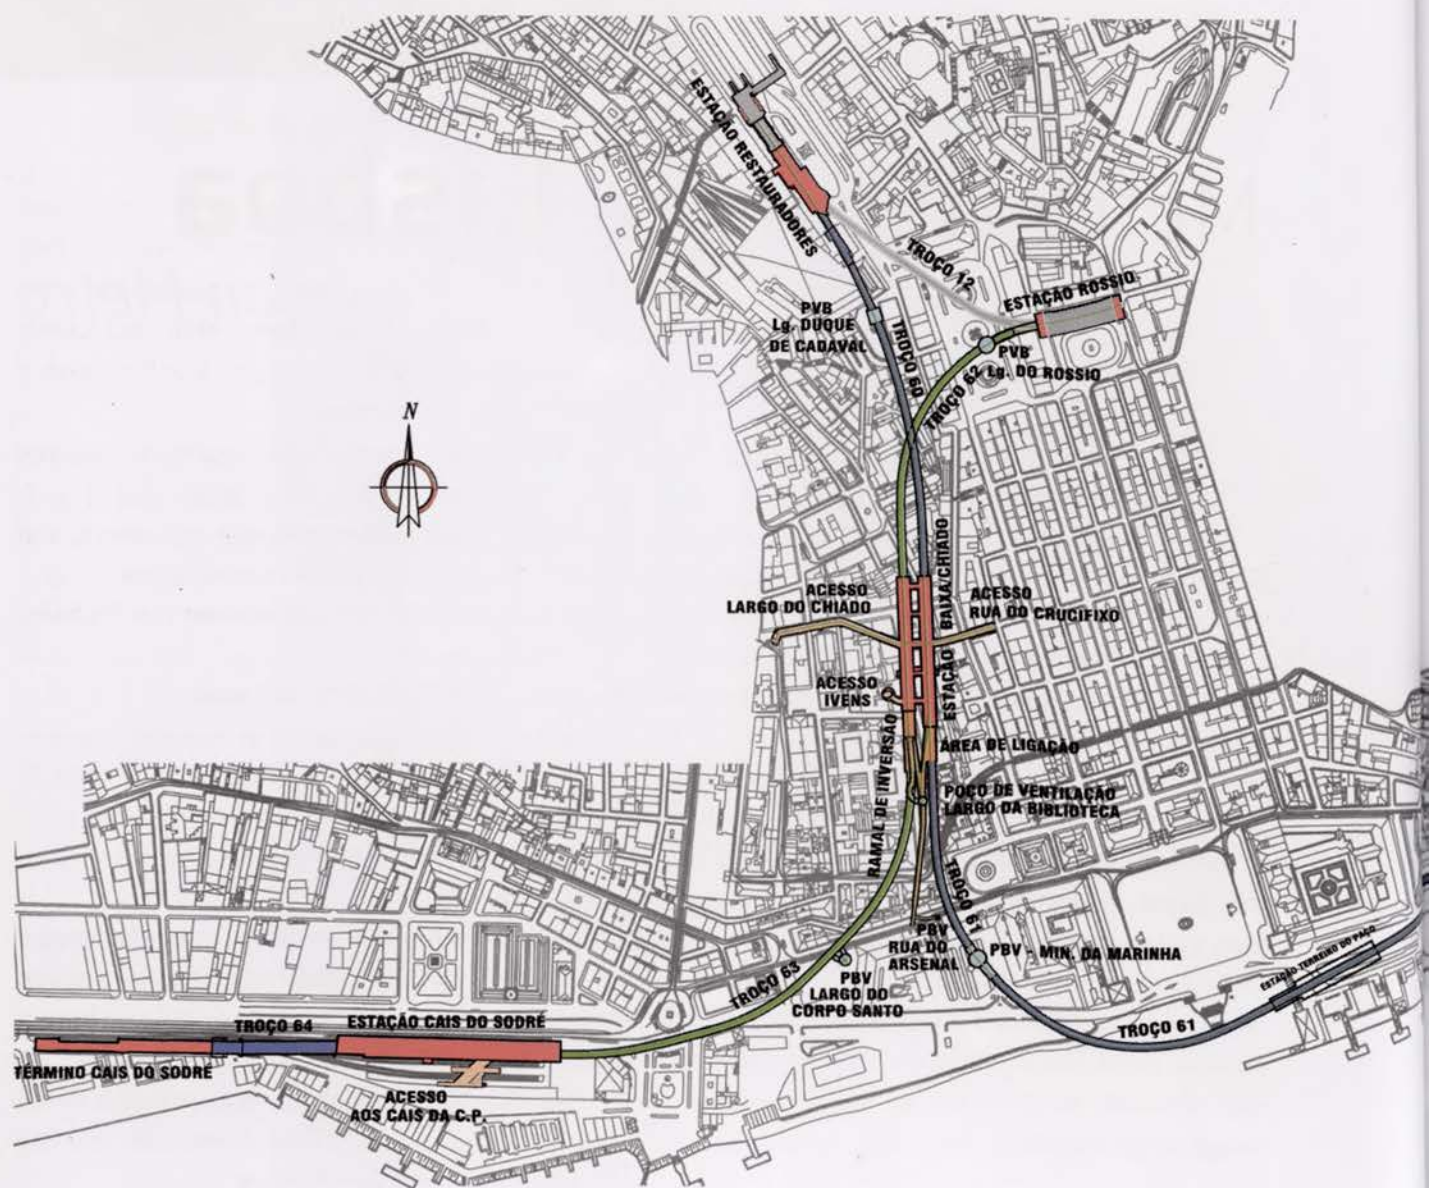 ESTAÇÃO RESTAURADORES
TROÇO 12
ESTAÇÃO ROSSIO
PVB
Lg. DUQUE
DE CADAVAL
TROÇO 60
PVB
Lg. DO ROSSIO
TROÇO 62
N
ACESSO
LARGO DO CHIADO
ESTAÇÃO BAIXA/CHIADO
ACESSO
RUA DO CRUCIFIXO
ACESSO
IVENS
RAMAL DE INVERSÃO
ÁREA DE LIGAÇÃO
POÇO DE VENTILAÇÃO
LARGO DA BIBLIOTECA
TROÇO 61
PBV
RUA DO
ARSENAL
PBV - MIN. DA MARINHA
ESTAÇÃO TERREIRO DO PAÇO
TROÇO 63
PBV
LARGO DO
CORPO SANTO
TROÇO 64
ESTAÇÃO CAIS DO SODRÉ
TROÇO 61
TÉRMINO CAIS DO SODRÉ
ACESSO
AOS CAIS DA C.P.